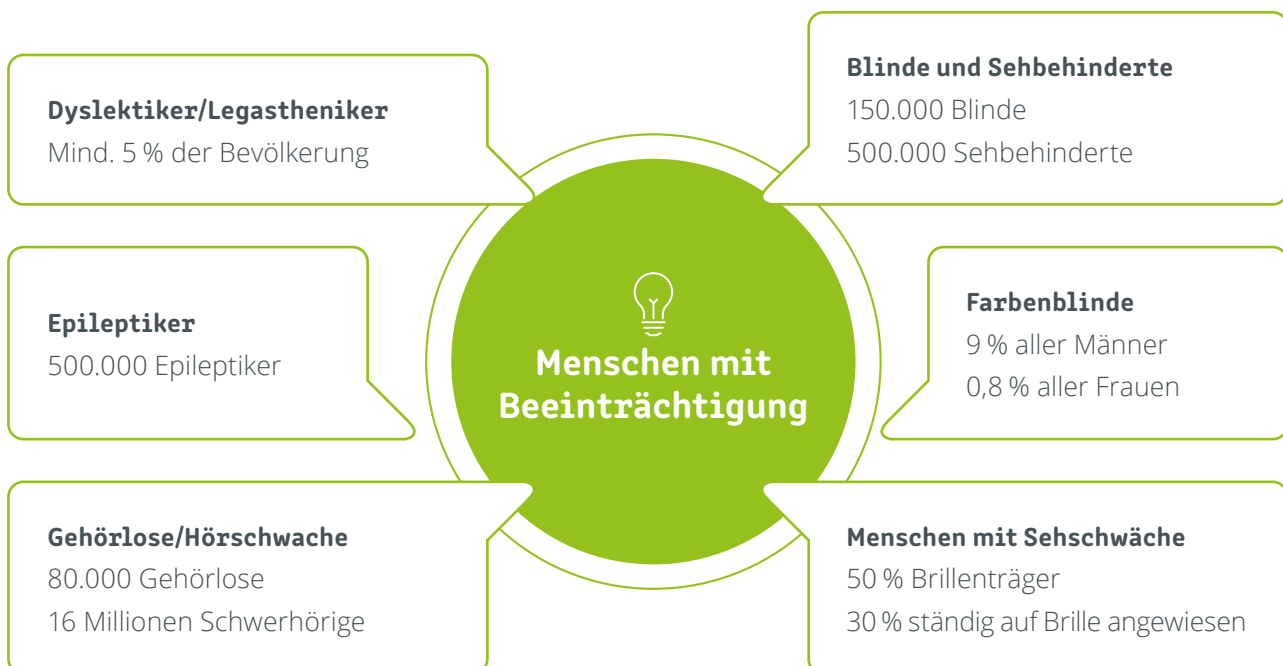 Dyslektiker/Legastheniker
Mind. 5 % der Bevölkerung
Blinde und Sehbehinderte
150.000 Blinde
500.000 Sehbehinderte
Epileptiker
500.000 Epileptiker
Menschen mit
Beeinträchtigung
Farbenblinde
9 % aller Männer
0,8 % aller Frauen
Gehörlose/Hörschwache
80.000 Gehörlose
16 Millionen Schwerhörige
Menschen mit Sehschwäche
50 % Brillenträger
30 % ständig auf Brille angewiesen